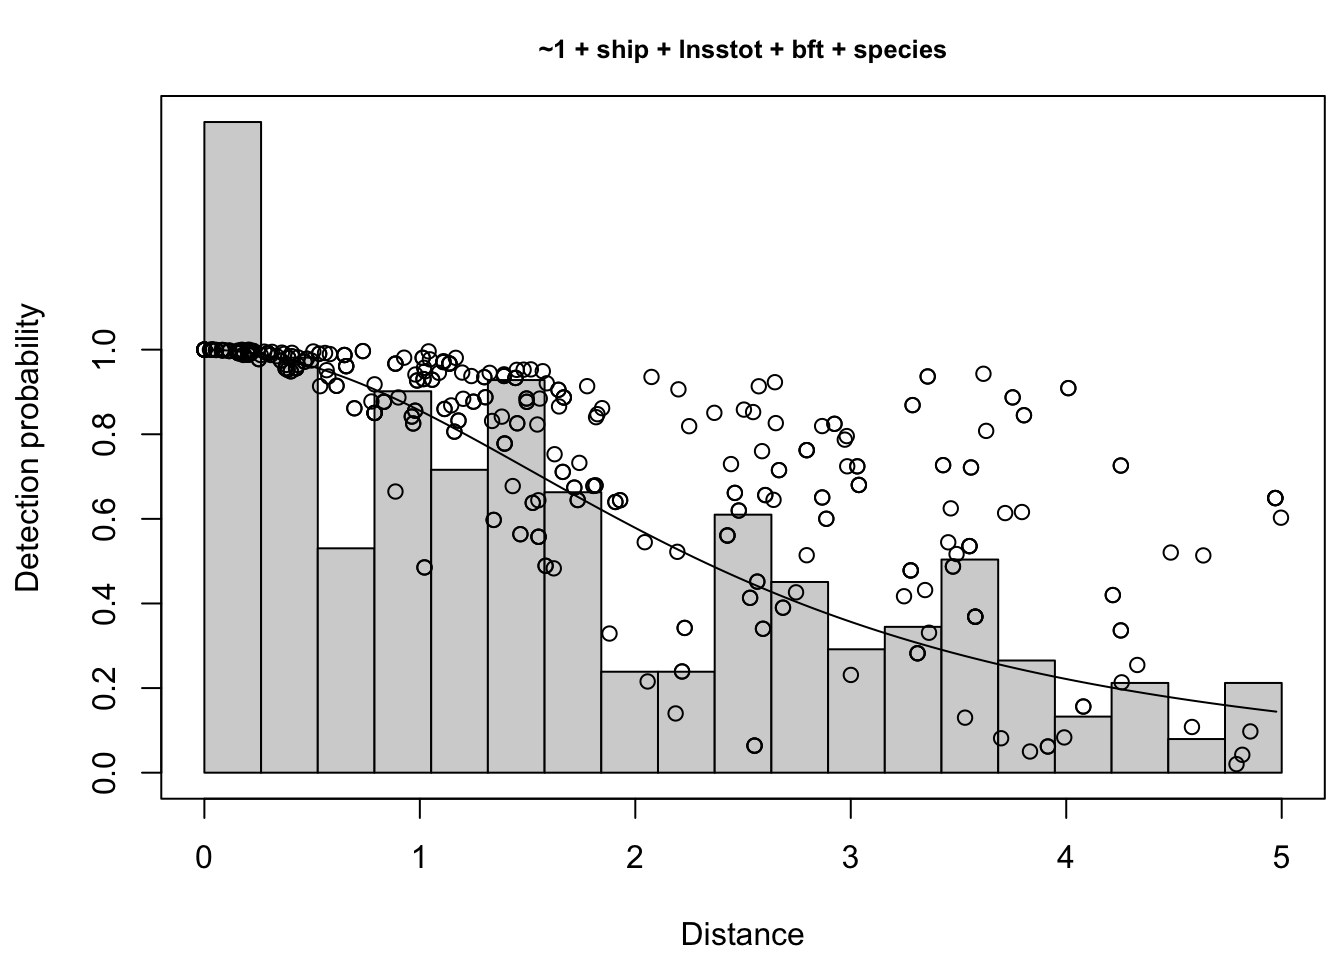 ~1 + ship + lnsstot + bft + species
Detection probability
1.0
0.8
0.6
0.4
0.2
0.0
0 1 2 3 4 5
Distance